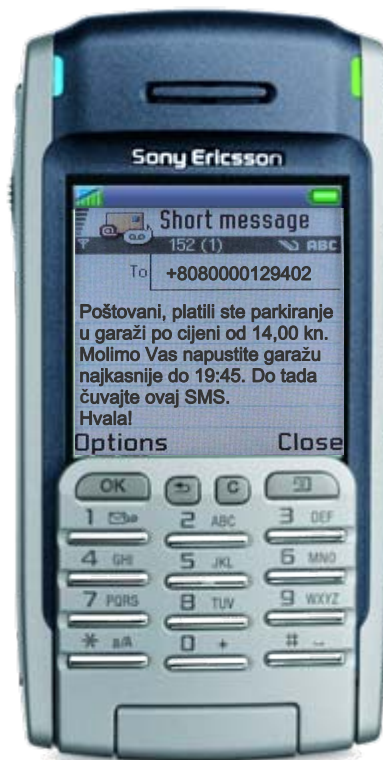 Sony Ericsson
Short message
152 (1) ABC
To +8080000129402
Poštovani, platili ste parkiranje
u garaži po cijeni od 14,00 kn.
Molimo Vas napustite garažu
najkasnije do 19:45. Do tada
čuvajte ovaj SMS.
Hvala!
Options Close
OK C
1 2 ABC 3 DEF
4 GHI 5 JKL 6 MNO
7 PQRS 8 TUV 9 WXYZ
* a/A 0 + #